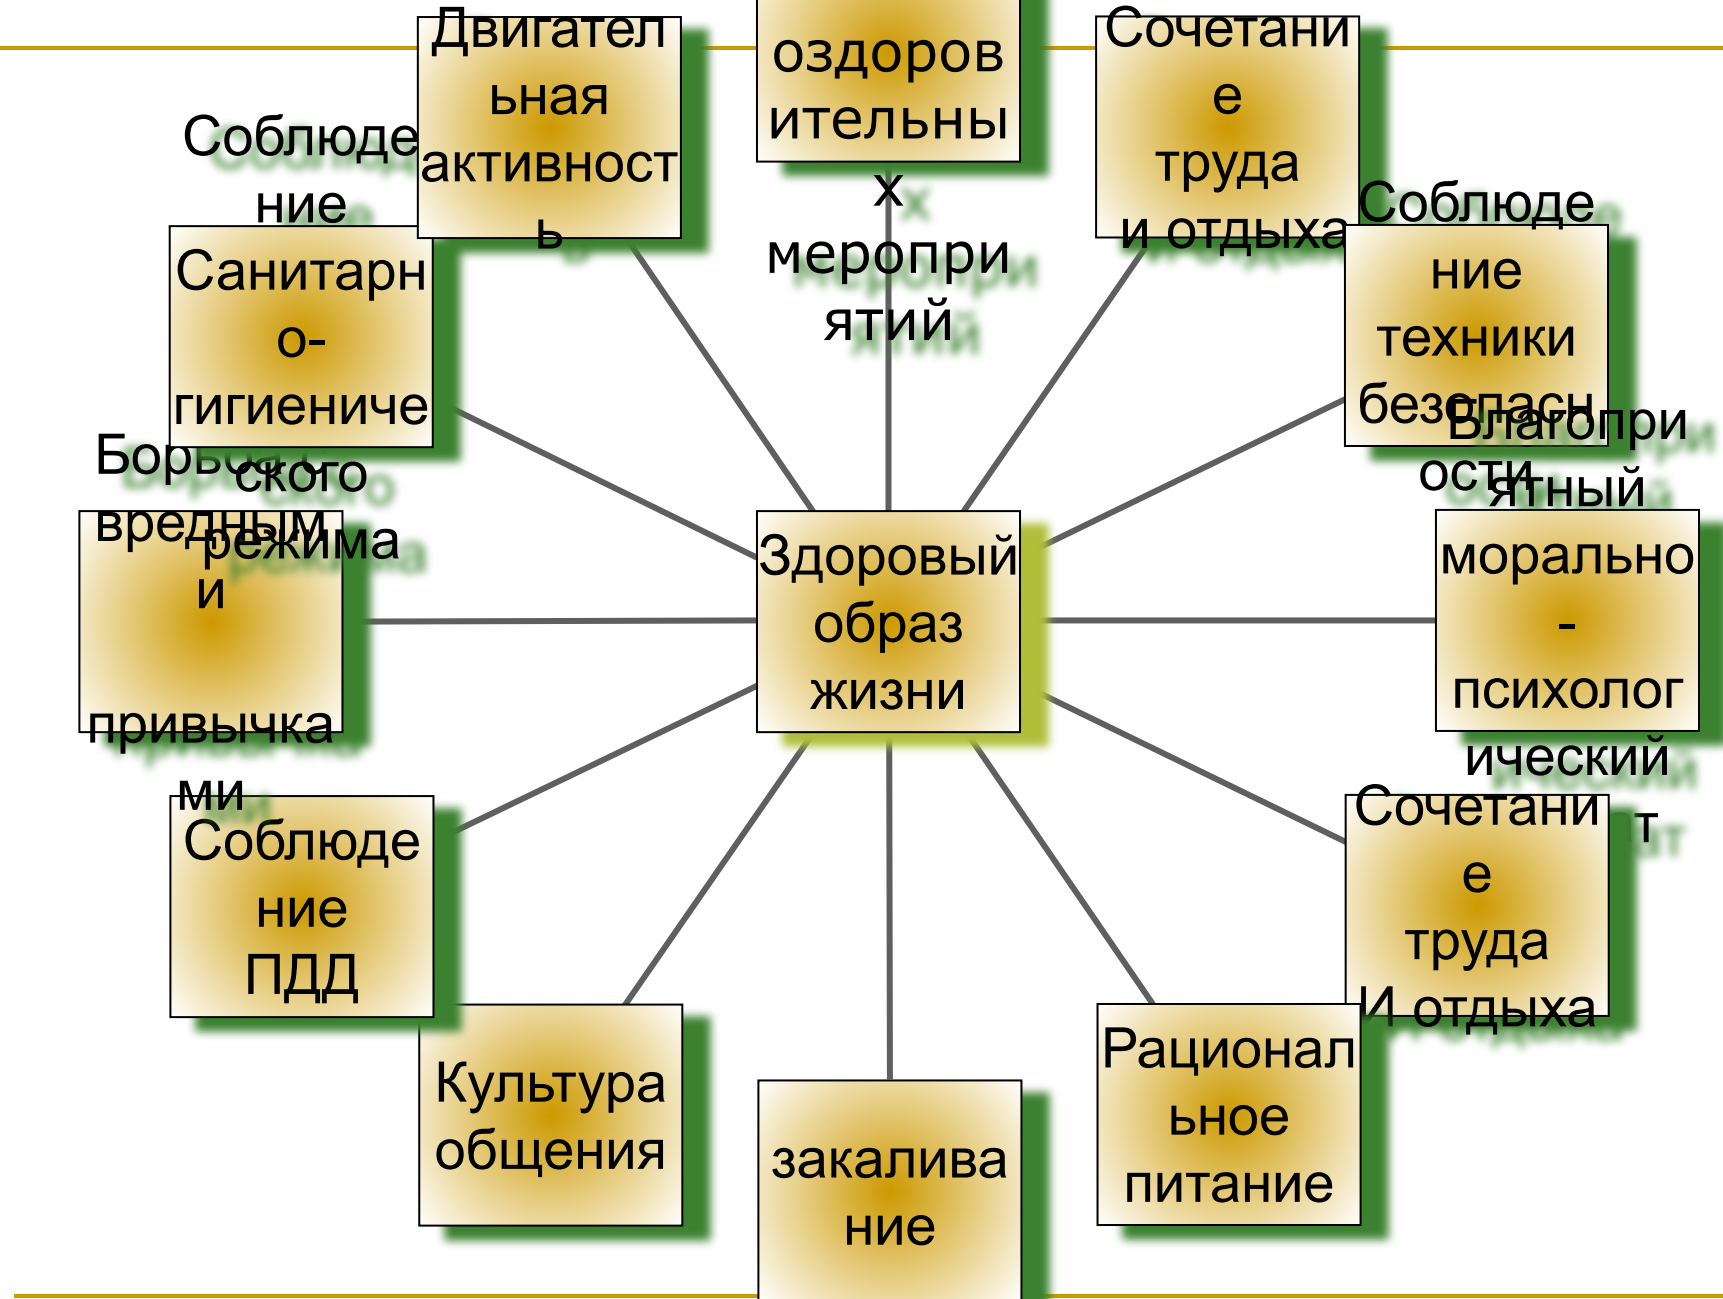 оздоров
ительны
х
меропри
ятий
Сочетани
е
труда
и отдыха
Соблюде
ние
техники
безопасн
ости
Благопри
ятный
морально
-
психолог
ический
Сочетани
е
труда
И отдыха
Рационал
ьное
питание
закалива
ние
Культура
общения
Соблюде
ние
ПДД
Борьба с
вредным
и
привычка
ми
Соблюде
ние
Санитарн
о-
гигиениче
ского
режима
Двигател
ьная
активност
ь
Здоровый
образ
жизни